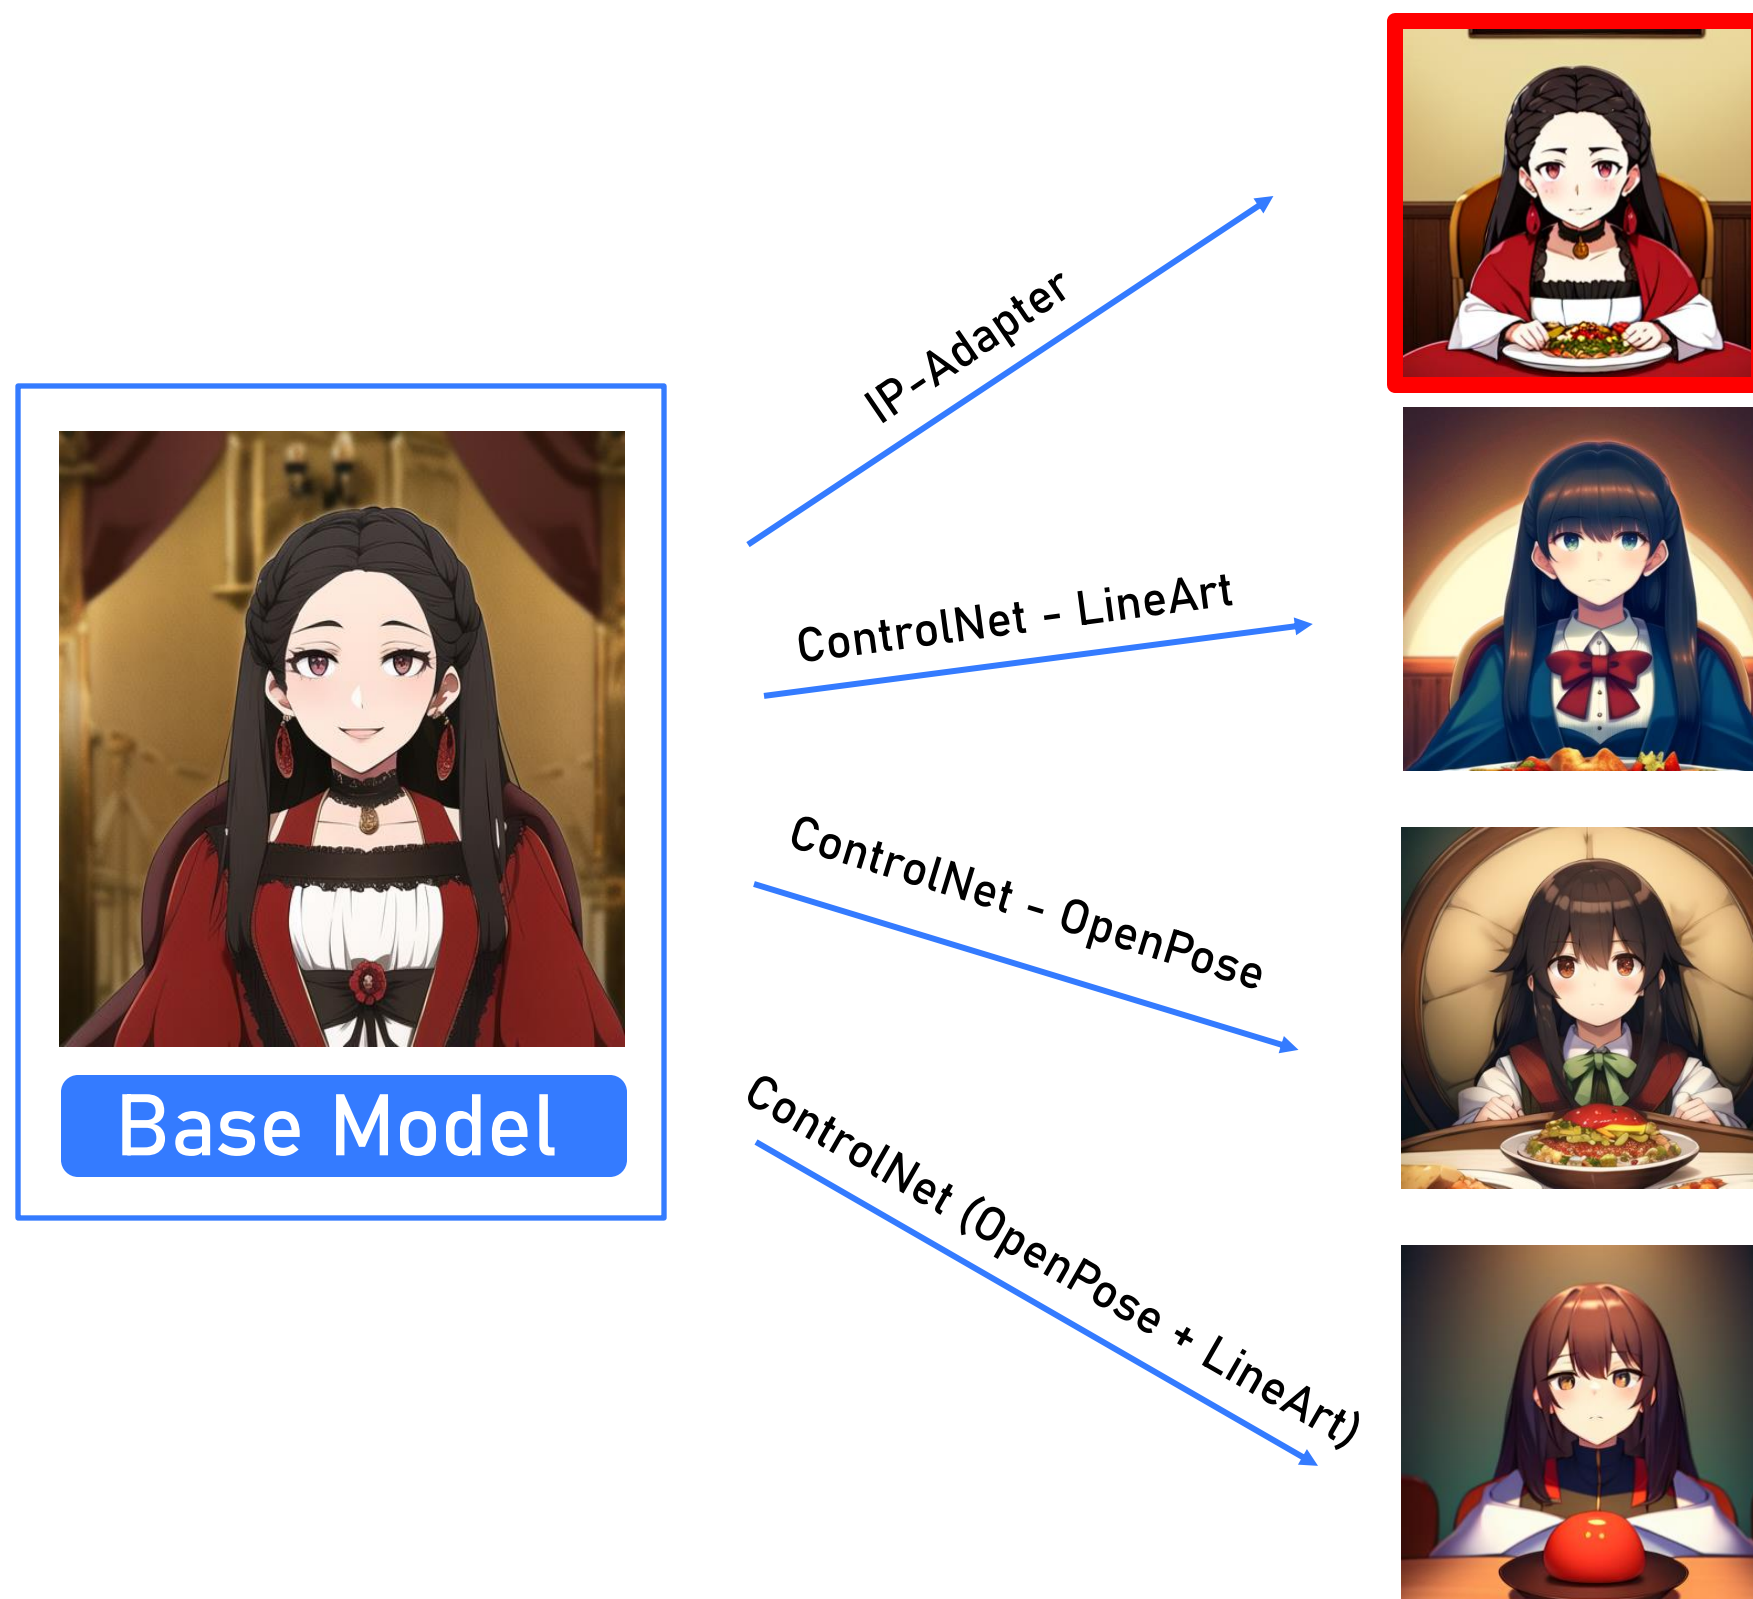 IP-Adapter
ControlNet - LineArt
ControlNet - OpenPose
Base Model
ControlNet (OpenPose + LineArt)